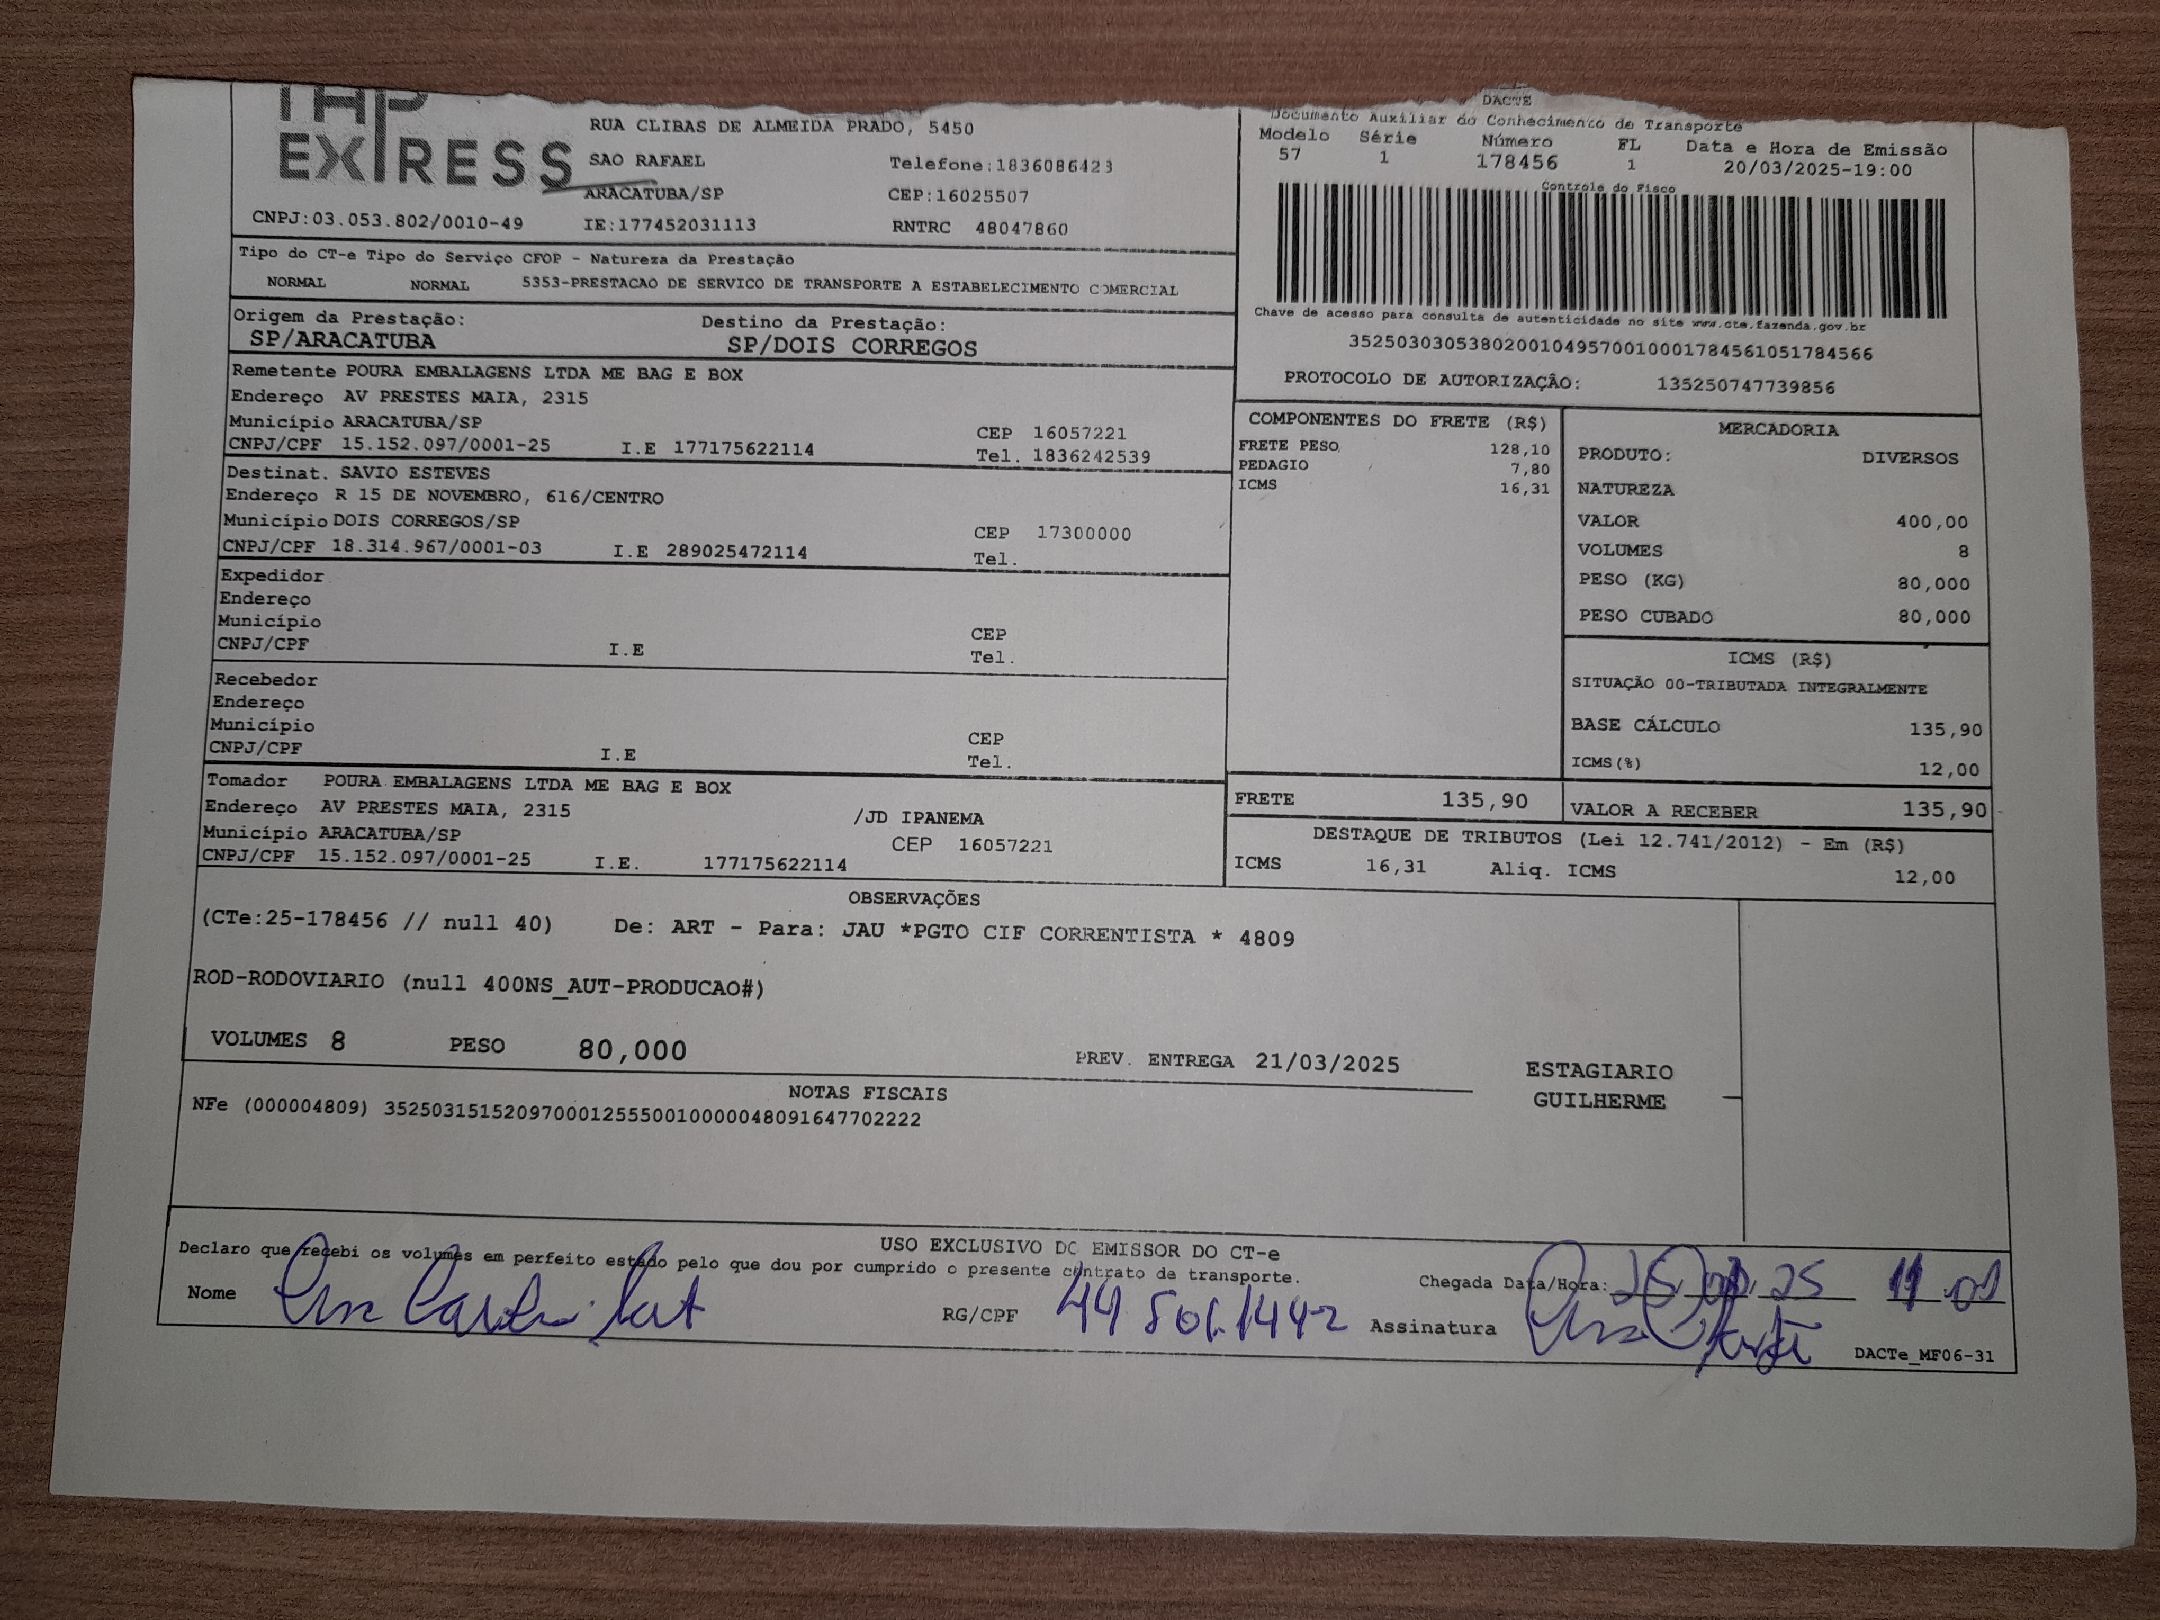 EXPRESS
RUA CLIBAS DE ALMEIDA PRADO, 5450
SAO RAFAEL Telefone:1836086423
ARACATUBA/SP CEP:16025507
CNPJ:03.053.802/0010-49 IE:177452031113 RNTRC 48047860
DACTE
Documento Auxiliar do Conhecimento de Transporte
Modelo Série Número FL Data e Hora de Emissão
57 1 178456 1 20/03/2025-19:00
Controle do Fisco
Chave de acesso para consulta de autenticidade no site www.cte.fazenda.gov.br
35250303053802001049570010001784561051784566
PROTOCOLO DE AUTORIZAÇÂO: 135250747739856
Tipo do CT-e Tipo do Serviço CFOP - Natureza da Prestação
NORMAL NORMAL 5353-PRESTACAO DE SERVICO DE TRANSPORTE A ESTABELECIMENTO COMERCIAL
Origem da Prestação: Destino da Prestação:
SP/ARACATUBA SP/DOIS CORREGOS
Remetente POURA EMBALAGENS LTDA ME BAG E BOX
Endereço AV PRESTES MAIA, 2315
Município ARACATUBA/SP CEP 16057221
CNPJ/CPF 15.152.097/0001-25 I.E 177175622114 Tel. 1836242539
Destinat. SAVIO ESTEVES
Endereço R 15 DE NOVEMBRO, 616/CENTRO
Município DOIS CORREGOS/SP CEP 17300000
CNPJ/CPF 18.314.967/0001-03 I.E 289025472114 Tel.
Expedidor
Endereço
Município CEP
CNPJ/CPF I.E Tel.
Recebedor
Endereço
Município CEP
CNPJ/CPF I.E Tel.
Tomador POURA EMBALAGENS LTDA ME BAG E BOX
Endereço AV PRESTES MAIA, 2315 /JD IPANEMA
Município ARACATUBA/SP CEP 16057221
CNPJ/CPF 15.152.097/0001-25 I.E. 177175622114
COMPONENTES DO FRETE (R$)
FRETE PESO 128,10
PEDAGIO 7,80
ICMS 16,31
MERCADORIA
PRODUTO: DIVERSOS
NATUREZA
VALOR 400,00
VOLUMES 8
PESO (KG) 80,000
PESO CUBADO 80,000
ICMS (R$)
SITUAÇÃO 00-TRIBUTADA INTEGRALMENTE
BASE CÁLCULO 135,90
ICMS(%) 12,00
FRETE 135,90 VALOR A RECEBER 135,90
DESTAQUE DE TRIBUTOS (Lei 12.741/2012) - Em (R$)
ICMS 16,31 Aliq. ICMS 12,00
OBSERVAÇÕES
(CTe:25-178456 // null 40) De: ART - Para: JAU *PGTO CIF CORRENTISTA * 4809
ROD-RODOVIARIO (null 400NS_AUT-PRODUCAO#)
VOLUMES 8 PESO 80,000 PREV. ENTREGA 21/03/2025 ESTAGIARIO
GUILHERME
NOTAS FISCAIS
NFe (000004809) 35250315152097000125550010000048091647702222
USO EXCLUSIVO DO EMISSOR DO CT-e
Declaro que recebi os volumes em perfeito estado pelo que dou por cumprido o presente contrato de transporte.
Chegada Data/Hora:
Nome RG/CPF Assinatura
DACTe_MF06-31